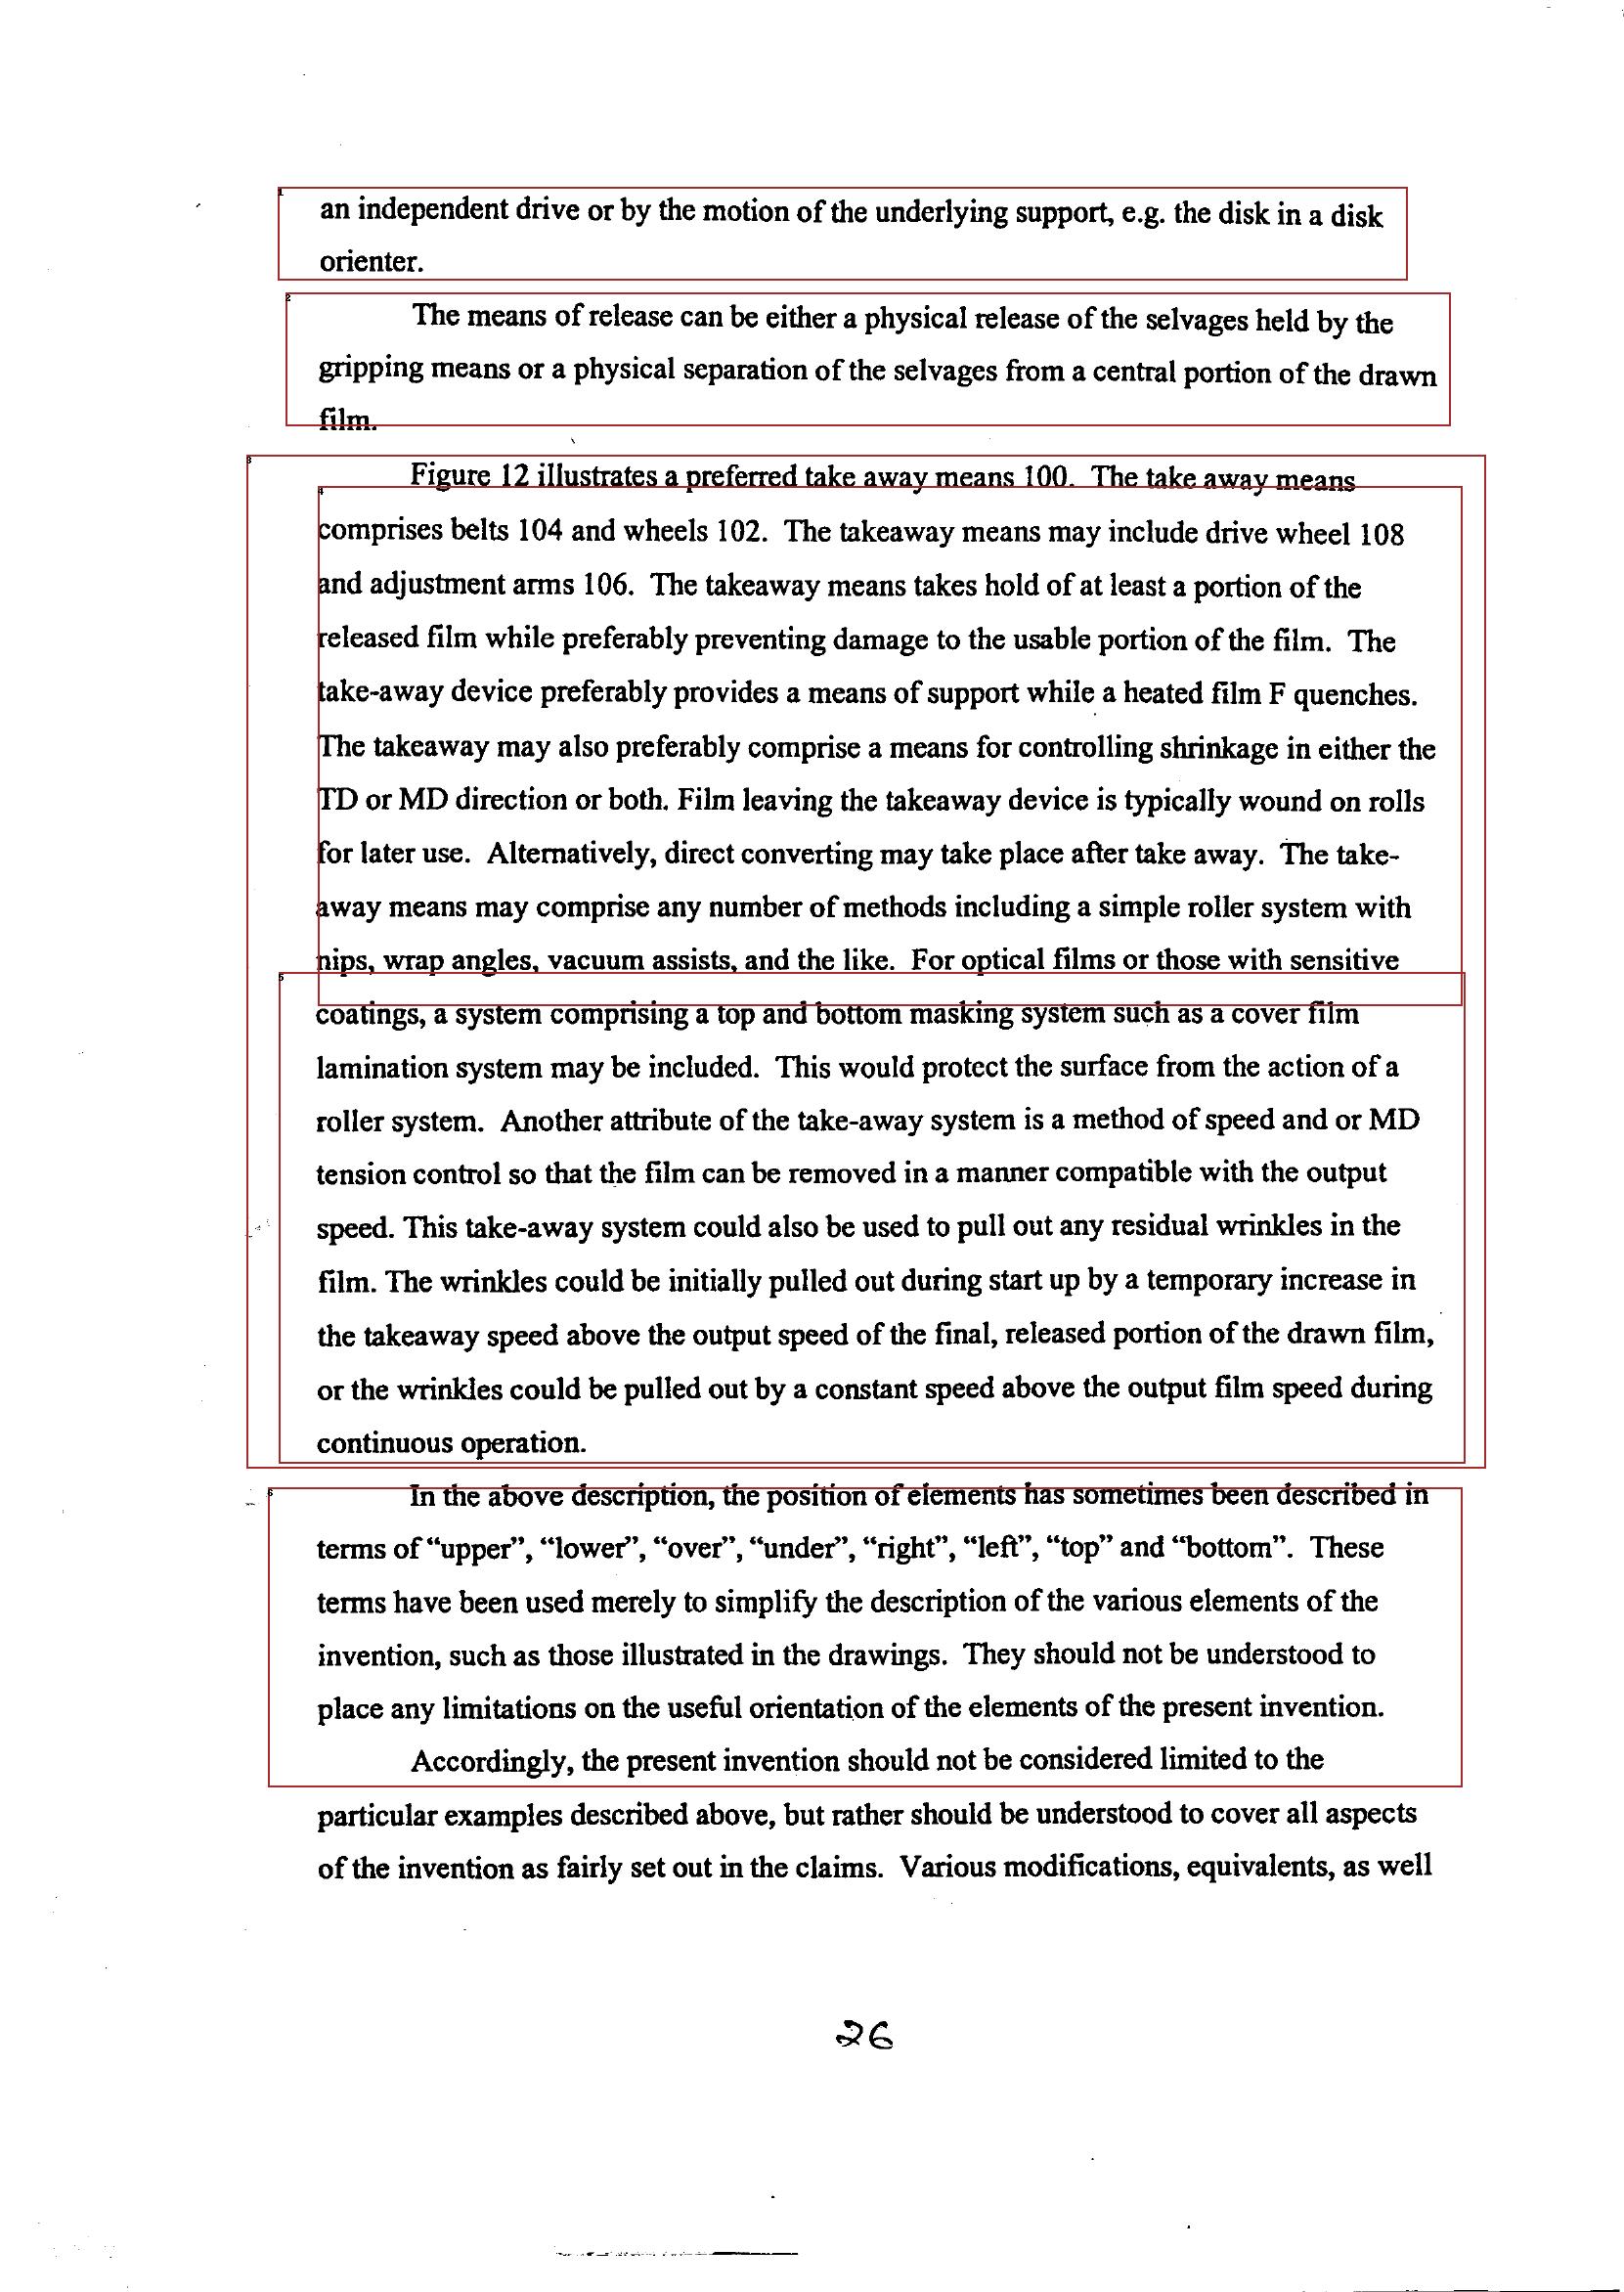 an independent drive or by the motion of the underlying support, e.g. the disk in a disk
orienter.
The means of release can be either a physical release of the selvages held by the
gripping means or a physical separation of the selvages from a central portion of the drawn
film.
Figure 12 illustrates a preferred take away means 100. The take away means
comprises belts 104 and wheels 102. The takeaway means may include drive wheel 108
and adjustment arms 106. The takeaway means takes hold of at least a portion of the
released film while preferably preventing damage to the usable portion of the film. The
take-away device preferably provides a means of support while a heated film F quenches.
The takeaway may also preferably comprise a means for controlling shrinkage in either the
TD or MD direction or both. Film leaving the takeaway device is typically wound on rolls
for later use. Alternatively, direct converting may take place after take away. The take-
away means may comprise any number of methods including a simple roller system with
nips, wrap angles, vacuum assists, and the like. For optical films or those with sensitive
coatings, a system comprising a top and bottom masking system such as a cover film
lamination system may be included. This would protect the surface from the action of a
roller system. Another attribute of the take-away system is a method of speed and or MD
tension control so that the film can be removed in a manner compatible with the output
speed. This take-away system could also be used to pull out any residual wrinkles in the
film. The wrinkles could be initially pulled out during start up by a temporary increase in
the takeaway speed above the output speed of the final, released portion of the drawn film,
or the wrinkles could be pulled out by a constant speed above the output film speed during
continuous operation.
In the above description, the position of elements has sometimes been described in
terms of “upper”, “lower”, “over”, “under”, “right”, “left”, “top” and “bottom”. These
terms have been used merely to simplify the description of the various elements of the
invention, such as those illustrated in the drawings. They should not be understood to
place any limitations on the useful orientation of the elements of the present invention.
Accordingly, the present invention should not be considered limited to the
particular examples described above, but rather should be understood to cover all aspects
of the invention as fairly set out in the claims. Various modifications, equivalents, as well
26